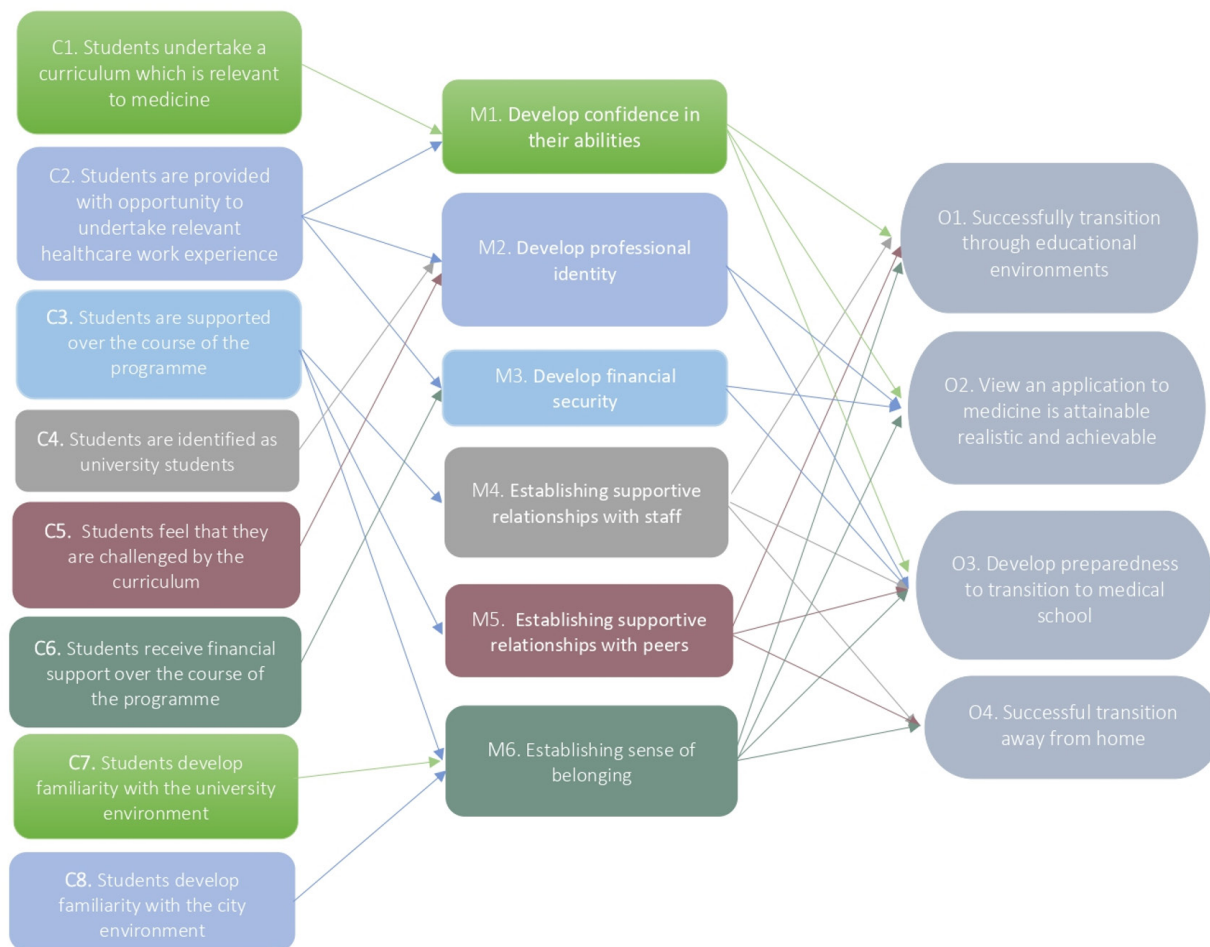 C1. Students undertake a
curriculum which is relevant
to medicine
C2. Students are provided
with opportunity to
undertake relevant
healthcare work experience
C3. Students are supported
over the course of the
programme
C4. Students are identified as
university students
C5. Students feel that they
are challenged by the
curriculum
C6. Students receive financial
support over the course of
the programme
C7. Students develop
familiarity with the university
environment
C8. Students develop
familiarity with the city
environment
M1. Develop confidence in
their abilities
M2. Develop professional
identity
M3. Develop financial
security
M4. Establishing supportive
relationships with staff
M5. Establishing supportive
relationships with peers
M6. Establishing sense of
belonging
O1. Successfully transition
through educational
environments
O2. View an application to
medicine is attainable
realistic and achievable
O3. Develop preparedness
to transition to medical
school
O4. Successful transition
away from home